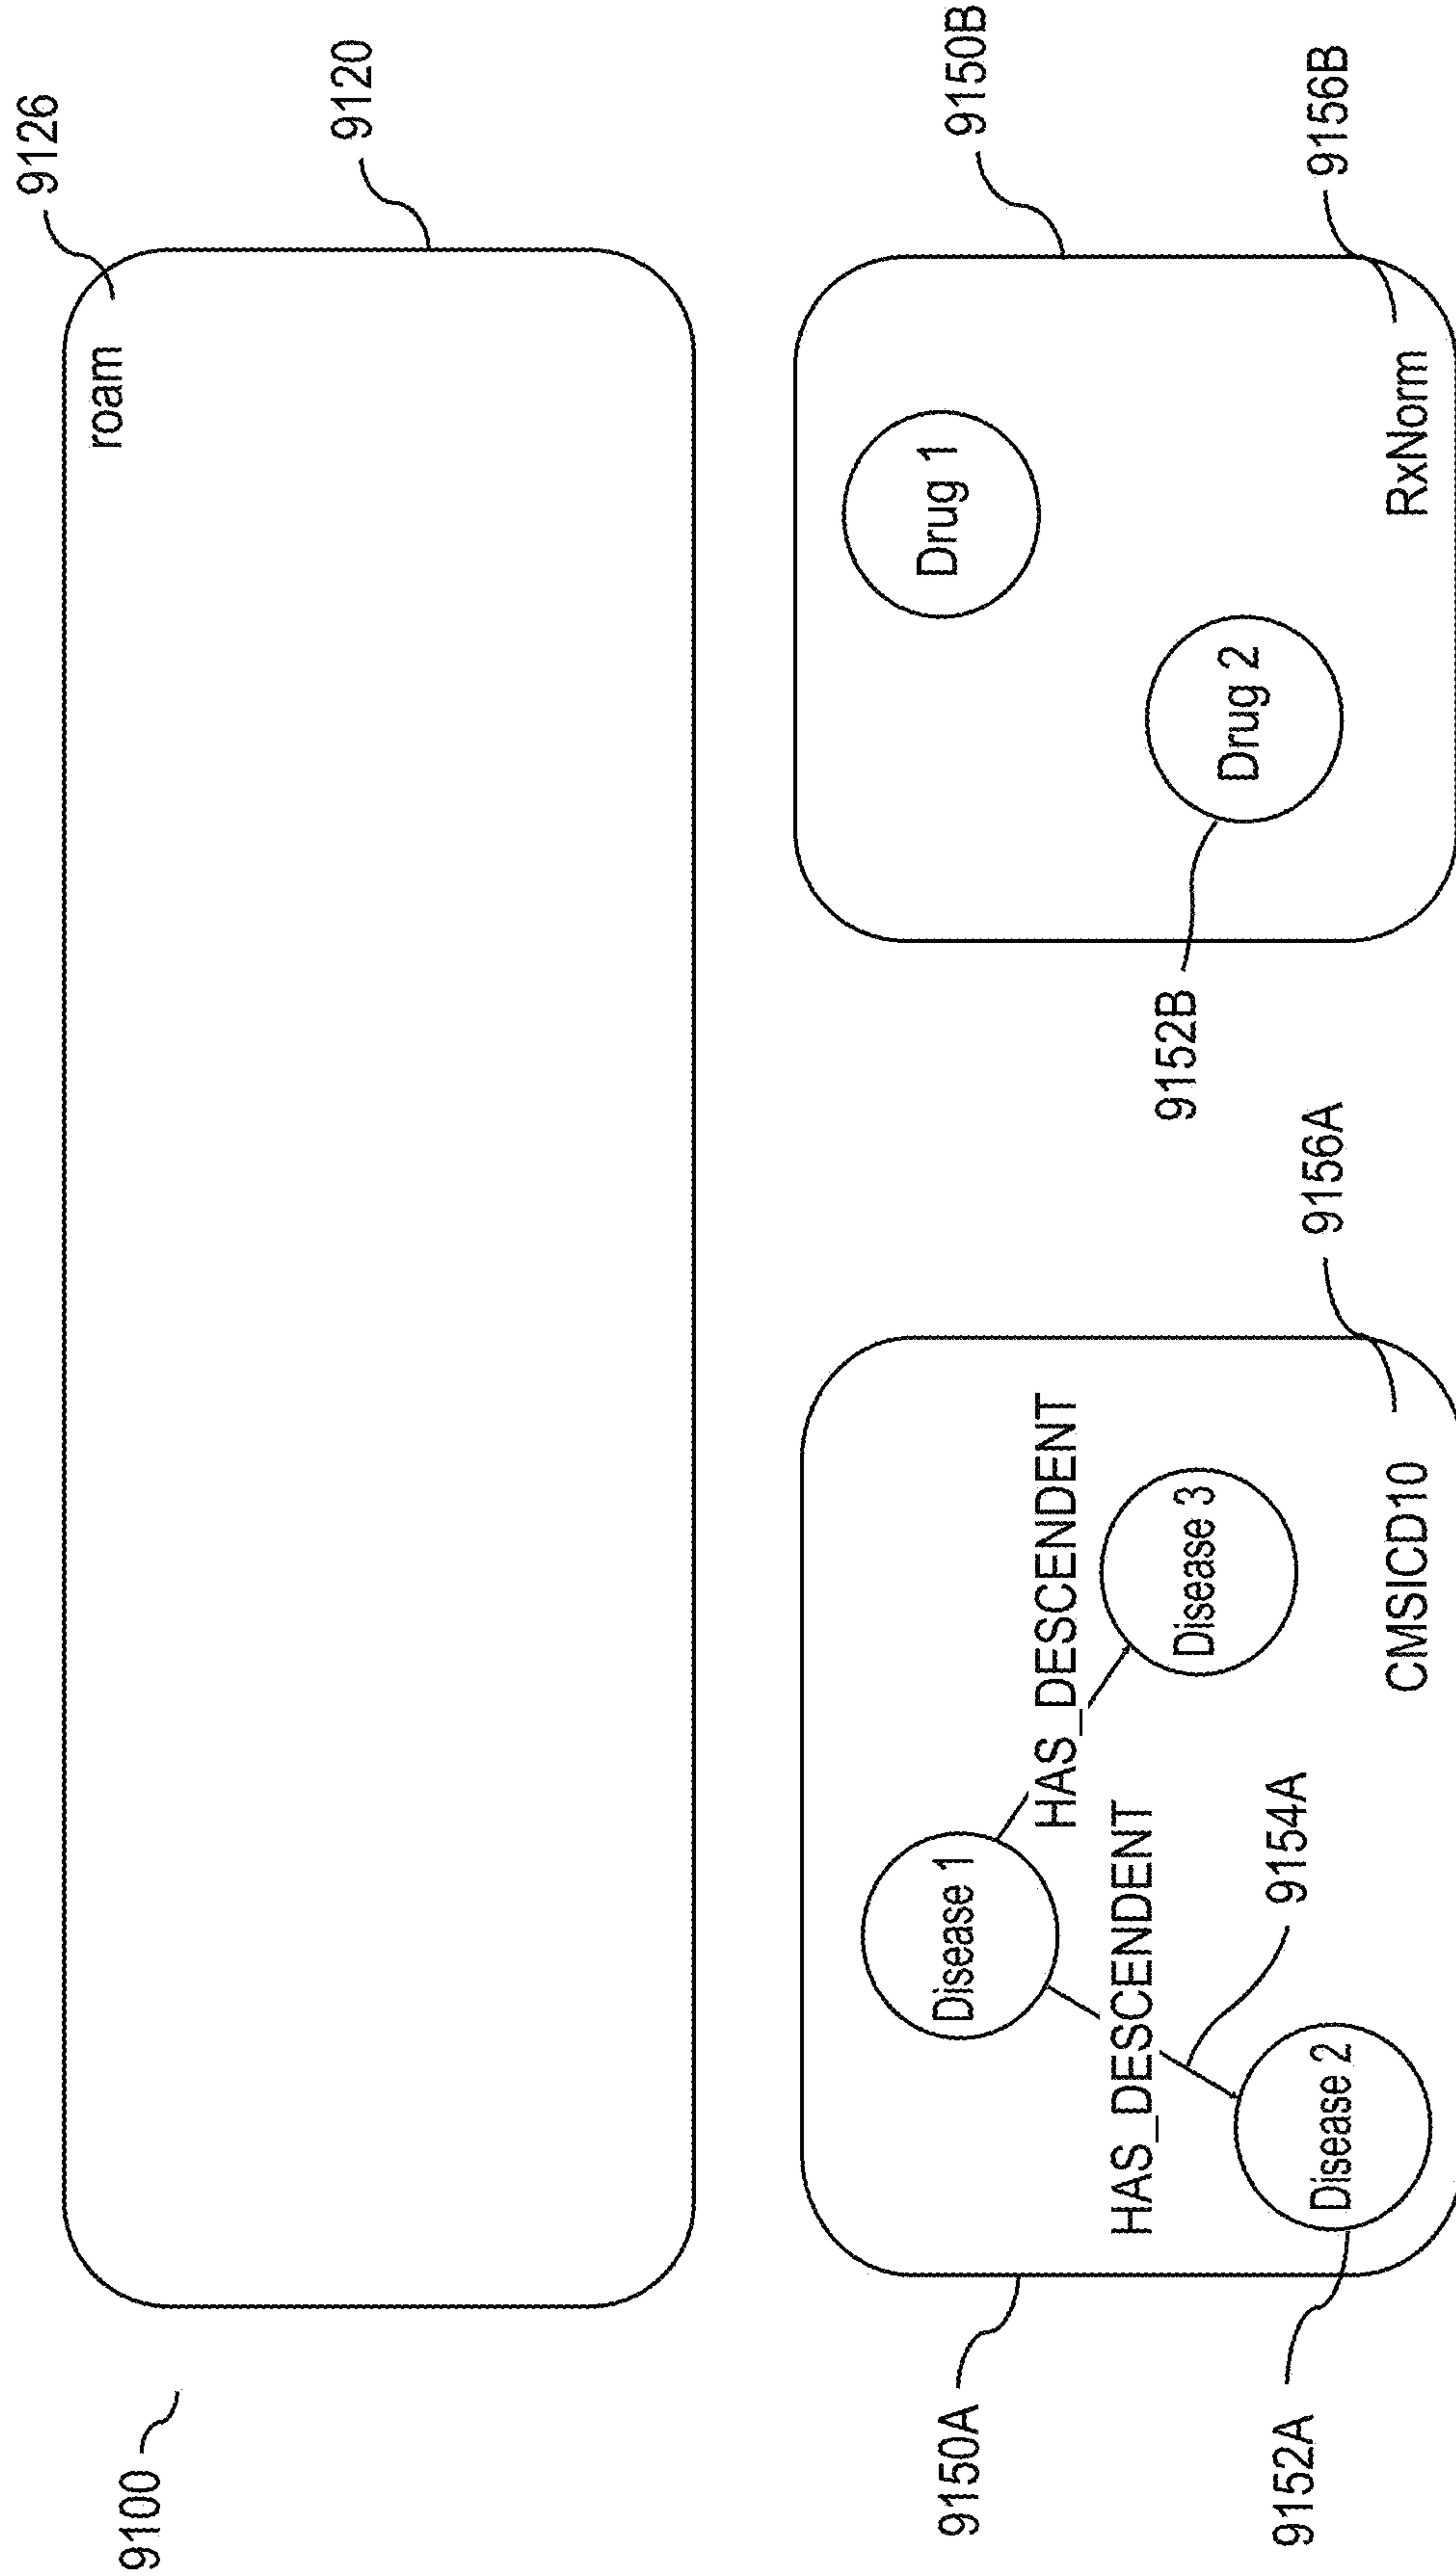 9100
roam
9126
9120
9150A
Disease 1
HAS_DESCENDENT
HAS_DESCENDENT
Disease 3
Disease 2
9154A
9152A
CMSICD10
9156A
9150B
Drug 1
Drug 2
9152B
RxNorm
9156B